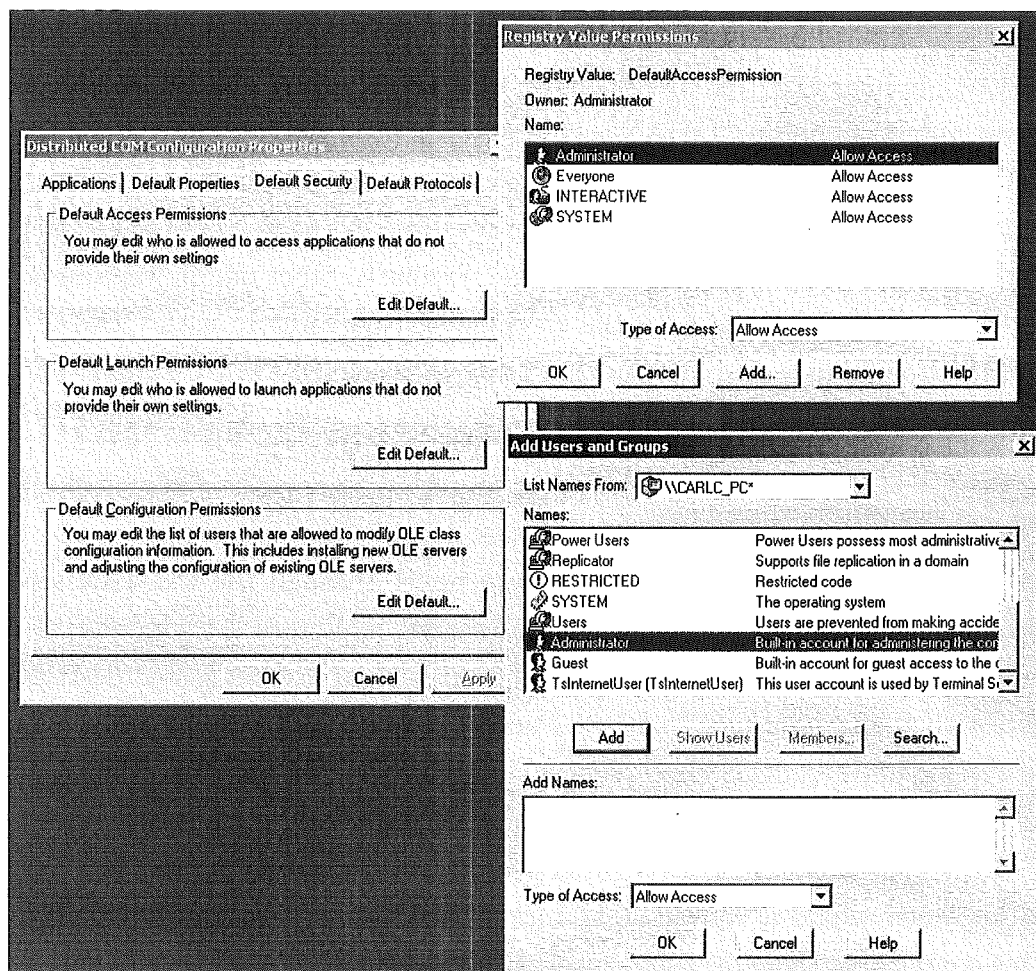 Distributed COM Configuration Properties
Applications Default Properties Default Security Default Protocols
Default Access Permissions
You may edit who is allowed to access applications that do not
provide their own settings
Edit Default...
Default Launch Permissions
You may edit who is allowed to launch applications that do not
provide their own settings.
Edit Default...
Default Configuration Permissions
You may edit the list of users that are allowed to modify OLE class
configuration information. This includes installing new OLE servers
and adjusting the configuration of existing OLE servers.
Edit Default...
OK Cancel Apply
Registry Value Permissions
Registry Value: DefaultAccessPermission
Owner: Administrator
Name:
Administrator Allow Access
Everyone Allow Access
INTERACTIVE Allow Access
SYSTEM Allow Access
Type of Access: Allow Access
OK Cancel Add... Remove Help
Add Users and Groups
List Names From: \\CARLC_PC*
Names:
Power Users Power Users possess most administrative
Replicator Supports file replication in a domain
RESTRICTED Restricted code
SYSTEM The operating system
Users Users are prevented from making accide
Administrator Built-in account for administering the con
Guest Built-in account for guest access to the c
TsInternetUser (TsInternetUser) This user account is used by Terminal S
Add Show Users Members... Search...
Add Names:
Type of Access: Allow Access
OK Cancel Help